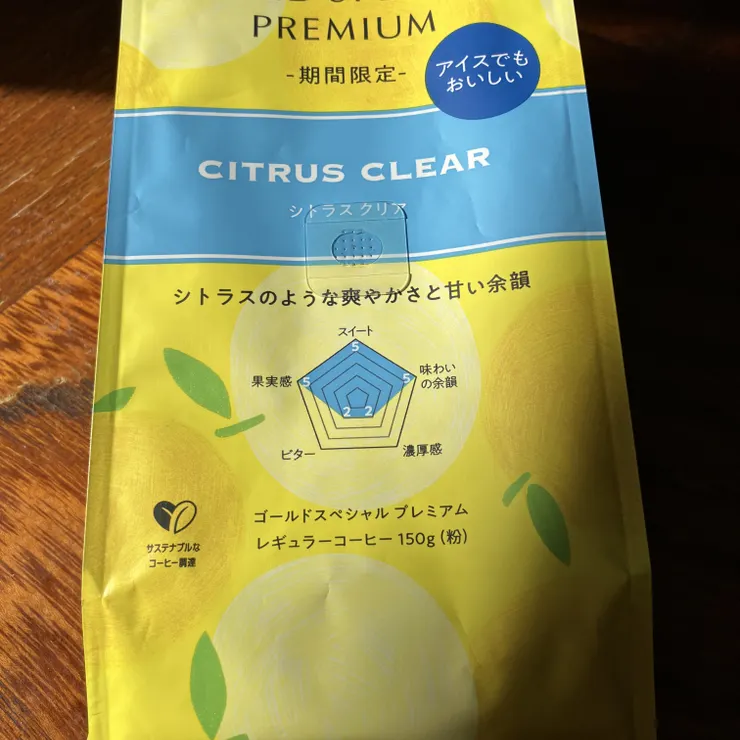 PREMIUM
-期間限定-
アイスでも
おいしい
CITRUS CLEAR
シトラス クリア
シトラスのような爽やかさと甘い余韻
スイート
5
果実感 5
5 味わい
の余韻
2 2
ビター
濃厚感
ゴールドスペシャル プレミアム
レギュラーコーヒー 150g (粉)
サステナブルな
コーヒー調達